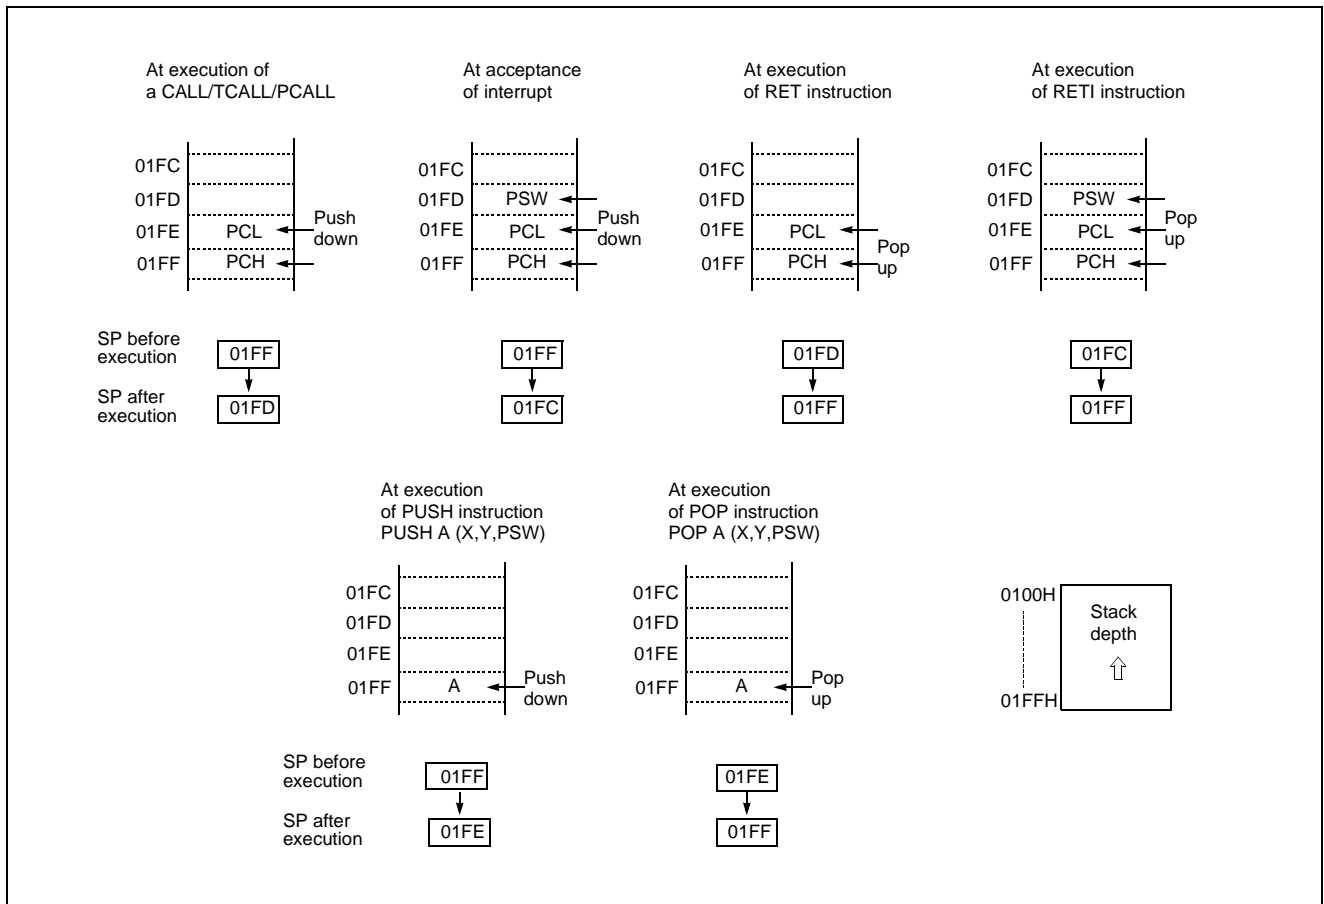 At execution of
a CALL/TCALL/PCALL
01FC
01FD
01FE PCL Push
down
01FF PCH
SP before
execution
01FF
SP after
execution
01FD
At acceptance
of interrupt
01FC
01FD PSW
01FE PCL Push
down
01FF PCH
01FF
01FC
At execution
of RET instruction
01FC
01FD
01FE PCL
01FF PCH Pop
up
01FD
01FF
At execution
of RETI instruction
01FC
01FD PSW
01FE PCL Pop
up
01FF PCH
01FC
01FF
At execution
of PUSH instruction
PUSH A (X,Y,PSW)
01FC
01FD
01FE
01FF A Push
down
SP before
execution
01FF
SP after
execution
01FE
At execution
of POP instruction
POP A (X,Y,PSW)
01FC
01FD
01FE
01FF A Pop
up
01FE
01FF
0100H
Stack
depth
01FFH